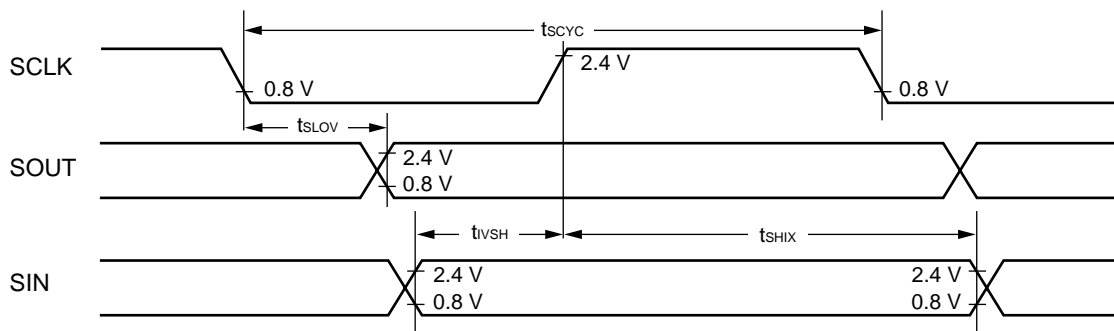 tSCYC
SCLK
2.4 V
0.8 V
0.8 V
tSLOV
SOUT
2.4 V
0.8 V
tIVSH
tSHIX
SIN
2.4 V
2.4 V
0.8 V
0.8 V